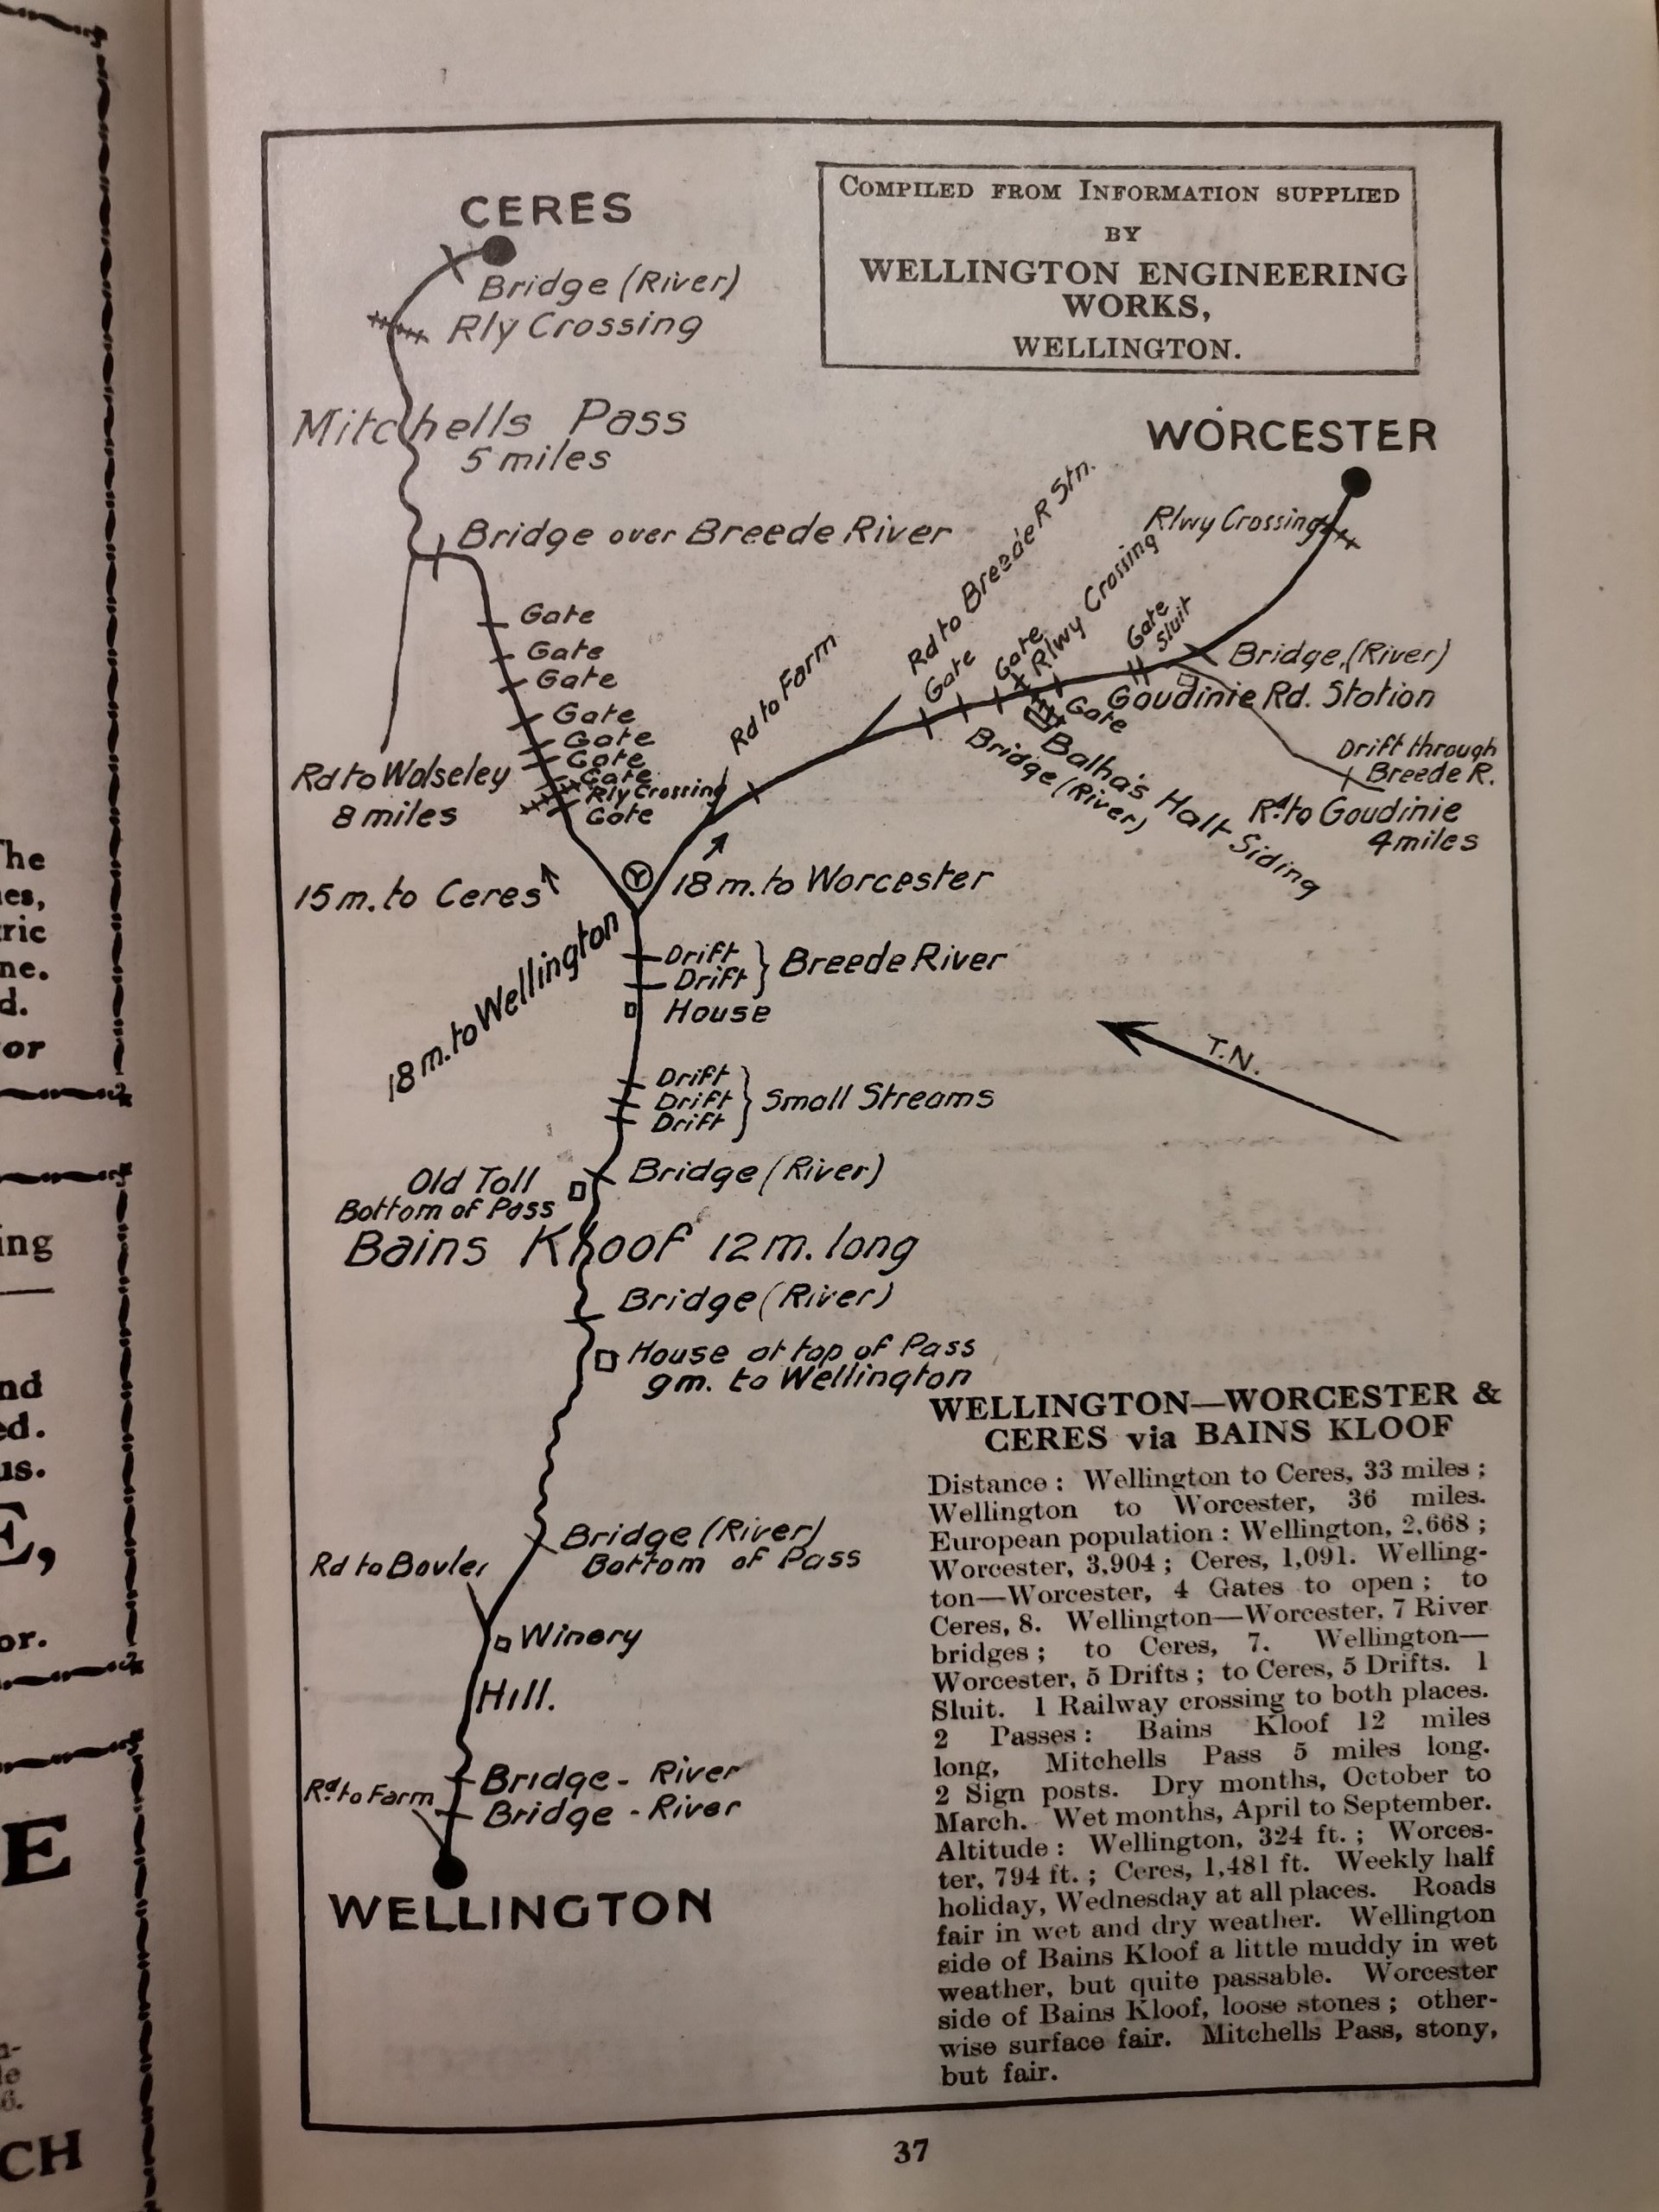 COMPILED FROM INFORMATION SUPPLIED
BY
WELLINGTON ENGINEERING
WORKS,
WELLINGTON.
CERES
Bridge (River)
Rly Crossing
Mitchells Pass
5 miles
Bridge over Breede River
Gate
Gate
Gate
Gate
Gate
Gate
Gate
Rly Crossing
Gate
Rd to Wolseley
8 miles
15 m. to Ceres
WORCESTER
Rlwy Crossing
Bridge (River)
Gate
Sluit
Goudinie Rd. Station
Drift through
Breede R.
Rd. to Goudinie
4 miles
Rlwy Crossing
Gate
Gate
Balha's Halt Siding
Bridge (River)
Gate
Rd to Breede R Stn.
Rd to Farm
Y
18 m. to Worcester
18 m. to Wellington
Drift
Drift
Breede River
House
T.N.
Drift
Drift
Drift
Small Streams
Bridge (River)
Old Toll
Bottom of Pass
Bains Kloof 12 m. long
Bridge (River)
House at top of Pass
9m. to Wellington
Bridge (River)
Bottom of Pass
Rd to Bovlei
Winery
Hill.
Bridge - River
Rd. to Farm
Bridge - River
WELLINGTON
WELLINGTON—WORCESTER &
CERES via BAINS KLOOF
Distance : Wellington to Ceres, 33 miles ;
Wellington to Worcester, 36 miles.
European population : Wellington, 2,668 ;
Worcester, 3,904 ; Ceres, 1,091. Welling-
ton—Worcester, 4 Gates to open ; to
Ceres, 8. Wellington—Worcester, 7 River
bridges ; to Ceres, 7. Wellington—
Worcester, 5 Drifts ; to Ceres, 5 Drifts. 1
Sluit. 1 Railway crossing to both places.
2 Passes : Bains Kloof 12 miles
long, Mitchells Pass 5 miles long.
2 Sign posts. Dry months, October to
March. Wet months, April to September.
Altitude : Wellington, 324 ft. ; Worces-
ter, 794 ft. ; Ceres, 1,481 ft. Weekly half
holiday, Wednesday at all places. Roads
fair in wet and dry weather. Wellington
side of Bains Kloof a little muddy in wet
weather, but quite passable. Worcester
side of Bains Kloof, loose stones ; other-
wise surface fair. Mitchells Pass, stony,
but fair.
37